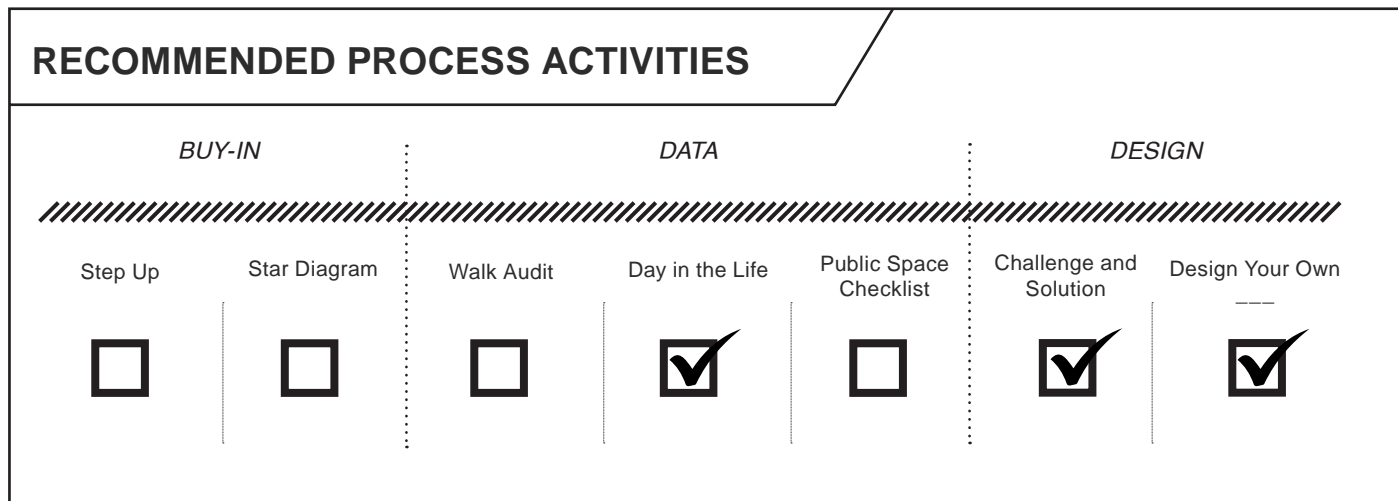 RECOMMENDED PROCESS ACTIVITIES
BUY-IN
DATA
DESIGN
Step Up
Star Diagram
Walk Audit
Day in the Life
Public Space
Checklist
Challenge and
Solution
Design Your Own
___